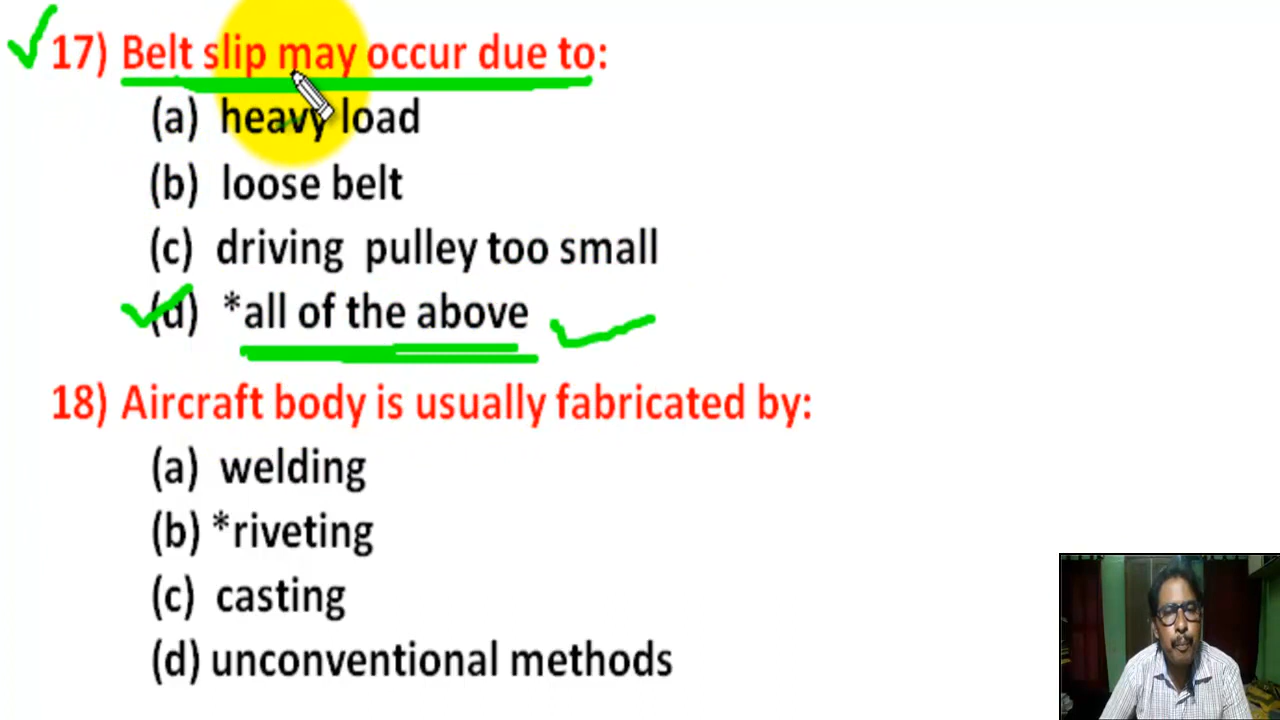 17) Belt slip may occur due to:
(a) heavy load
(b) loose belt
(c) driving pulley too small
(d) *all of the above
18) Aircraft body is usually fabricated by:
(a) welding
(b) *riveting
(c) casting
(d) unconventional methods